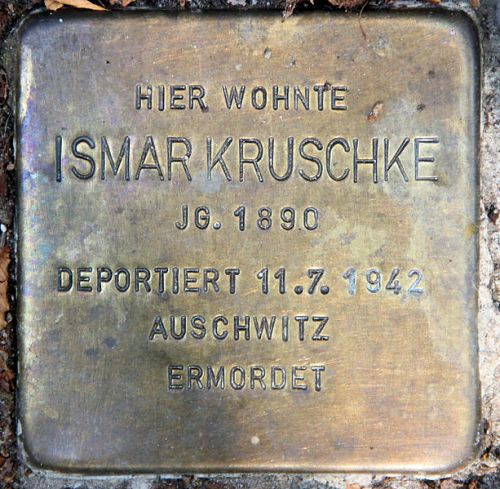 HIER WOHNTE
ISMAR KRUSCHKE
JG. 1890
DEPORTIERT 11.7. 1942
AUSCHWITZ
ERMORDET